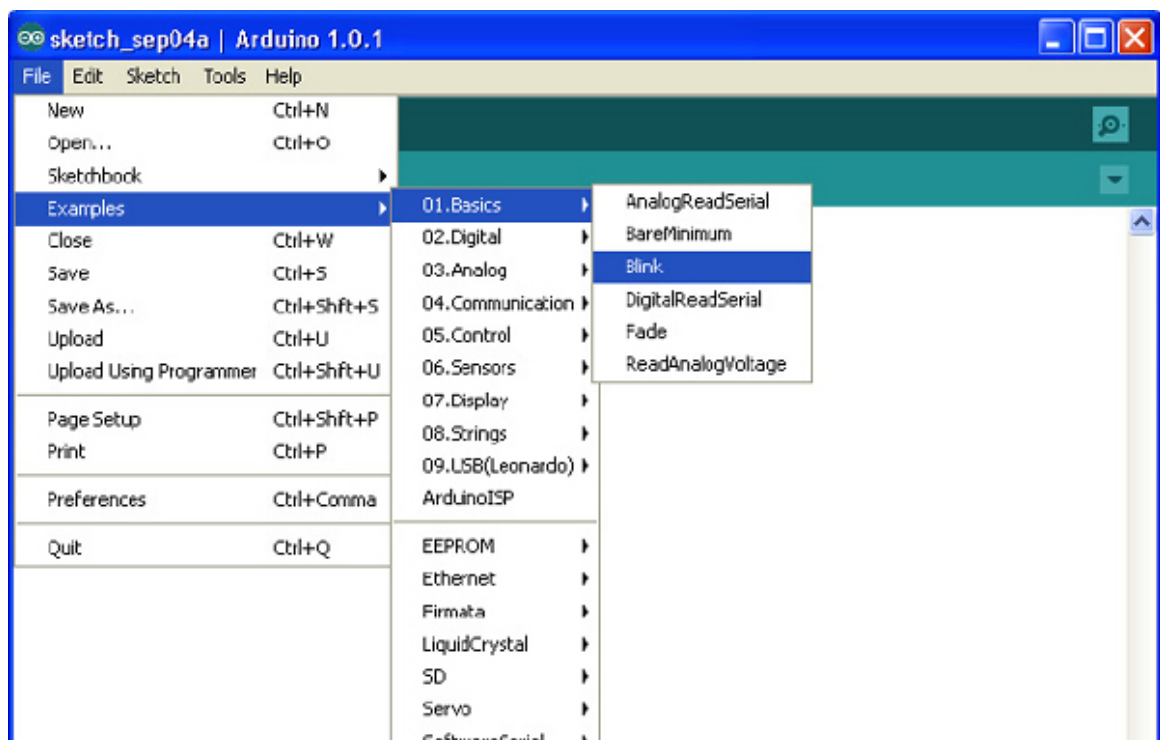 sketch_sep04a | Arduino 1.0.1
File Edit Sketch Tools Help
New Ctrl+N
Open... Ctrl+O
Sketchbook
Examples
Close Ctrl+W
Save Ctrl+S
Save As... Ctrl+Shft+S
Upload Ctrl+U
Upload Using Programmer Ctrl+Shft+U
Page Setup Ctrl+Shft+P
Print Ctrl+P
Preferences Ctrl+Comma
Quit Ctrl+Q
01.Basics
02.Digital
03.Analog
04.Communication
05.Control
06.Sensors
07.Display
08.Strings
09.USB(Leonardo)
ArduinoISP
EEPROM
Ethernet
Firmata
LiquidCrystal
SD
Servo
SoftwareSerial
AnalogReadSerial
BareMinimum
Blink
DigitalReadSerial
Fade
ReadAnalogVoltage